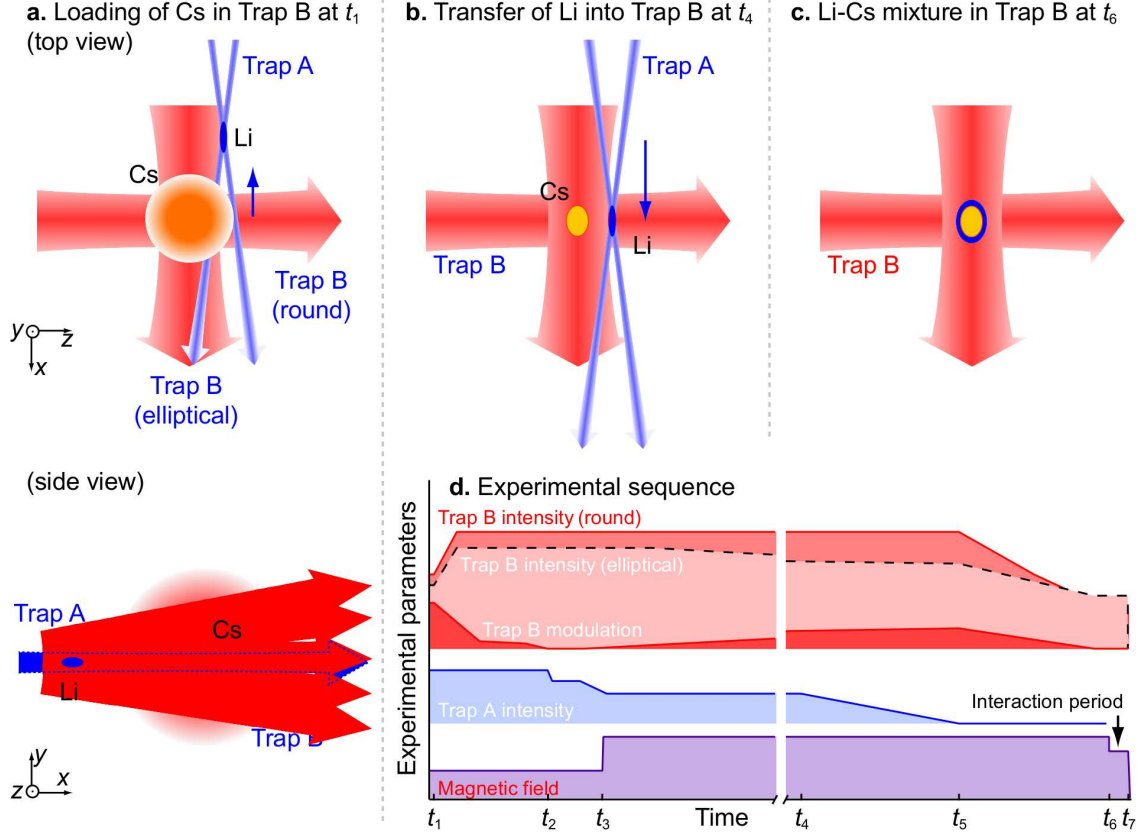 a. Loading of Cs in Trap B at t1
(top view)
Trap A
Li
Cs
Trap B
(round)
Trap B
(elliptical)
y
z
x
b. Transfer of Li into Trap B at t4
Trap A
Cs
Li
Trap B
c. Li-Cs mixture in Trap B at t6
Trap B
(side view)
Trap A
Cs
Li
Trap B
y
x
z
d. Experimental sequence
Experimental parameters
Trap B intensity (round)
Trap B intensity (elliptical)
Trap B modulation
Trap A intensity
Interaction period
Magnetic field
t1 t2 t3 Time t4 t5 t6 t7